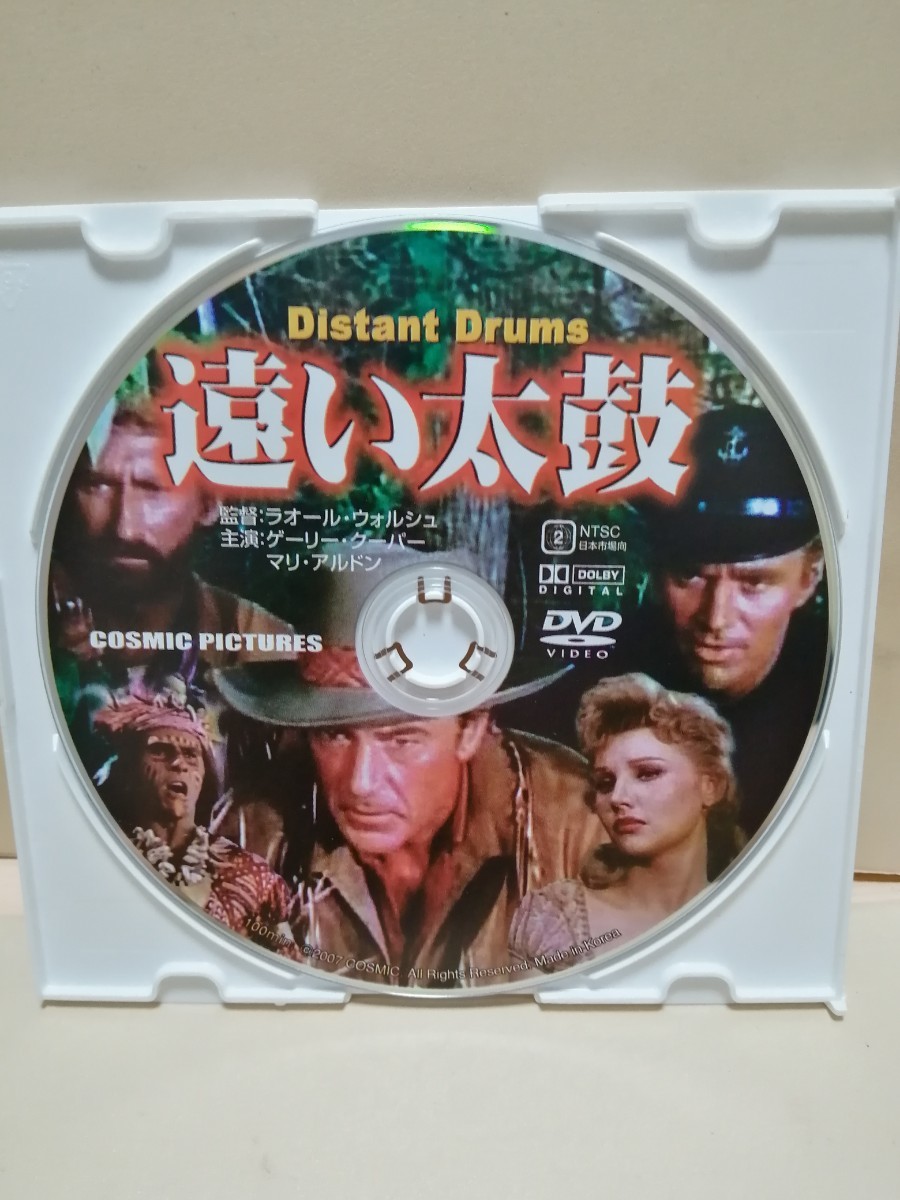 Distant Drums
遠い太鼓
監督:ラオール・ウォルシュ
主演:ゲーリー・クーパー
マリ・アルドン
2 NTSC
日本市場向
DOLBY
DIGITAL
DVD
VIDEO
COSMIC PICTURES
100min. ©2007 COSMIC All Rights Reserved. Made in Korea